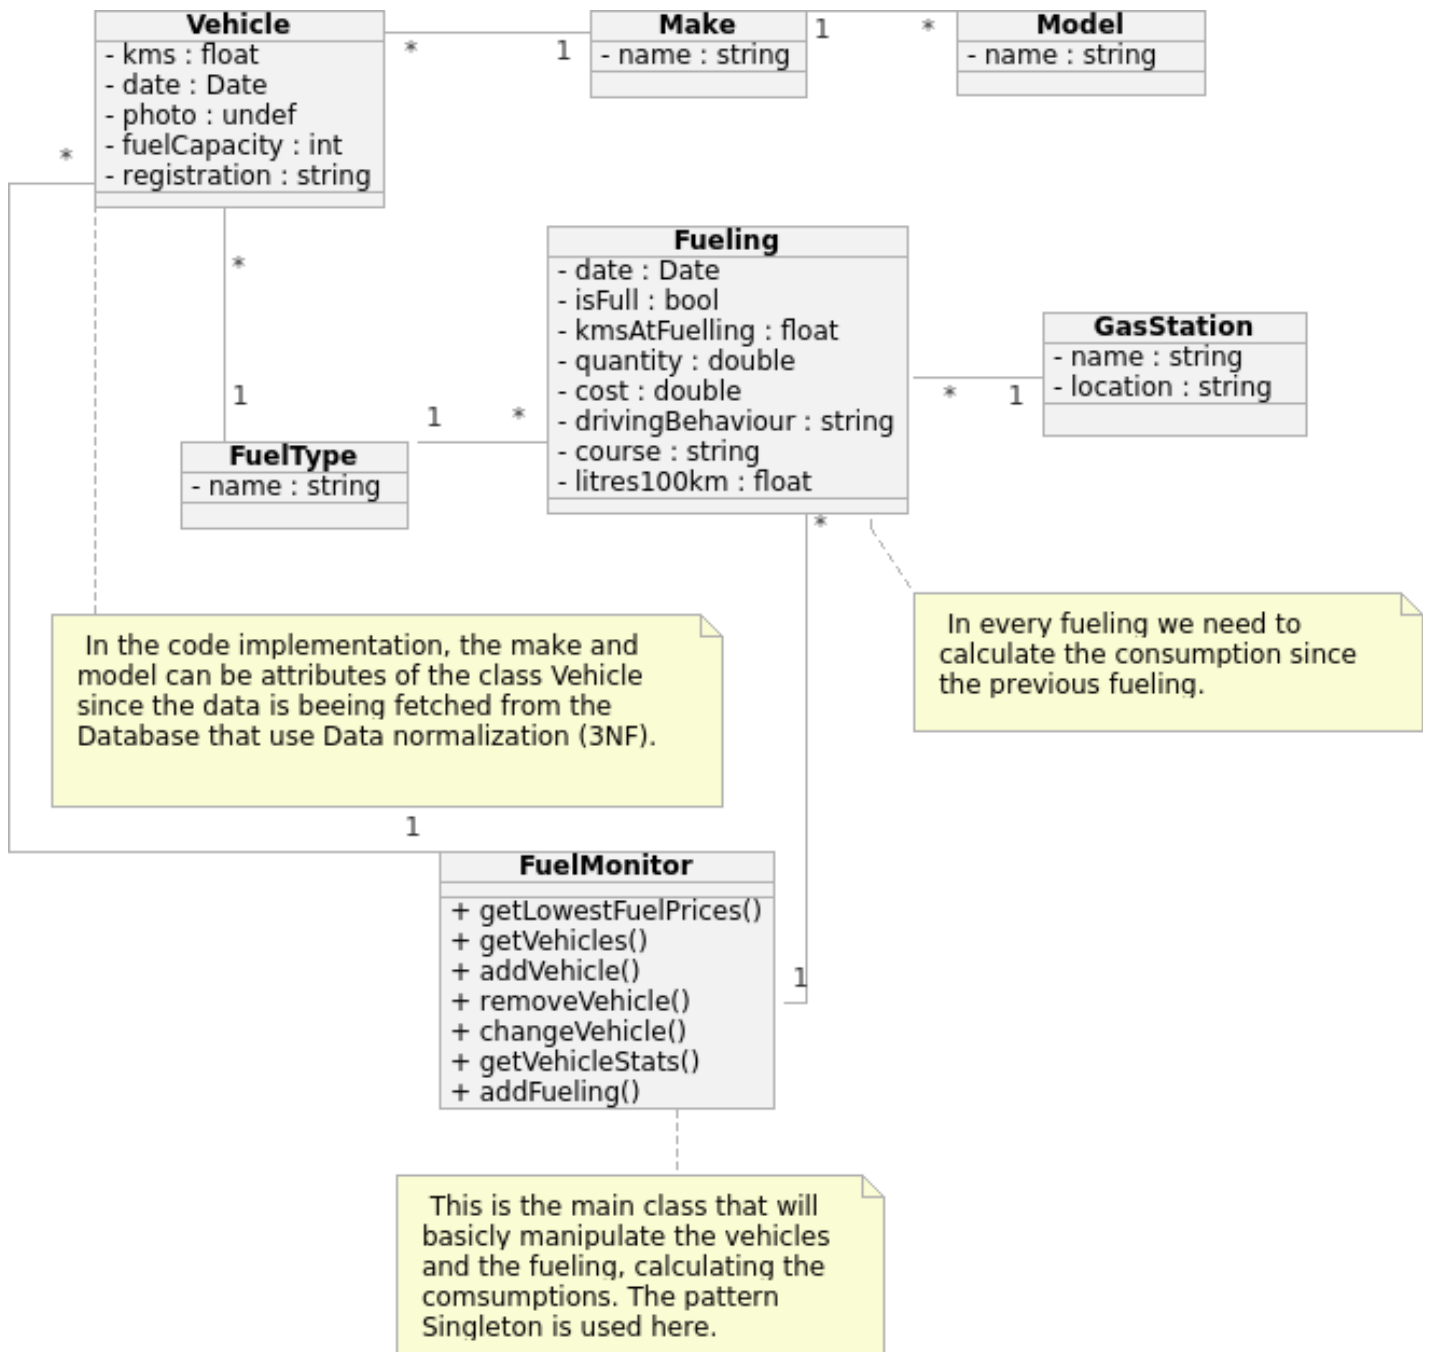 Vehicle
- kms : float
- date : Date
- photo : undef
- fuelCapacity : int
- registration : string
*
1
Make
- name : string
1
*
Model
- name : string
*
*
1
Fueling
- date : Date
- isFull : bool
- kmsAtFuelling : float
- quantity : double
- cost : double
- drivingBehaviour : string
- course : string
- litres100km : float
GasStation
- name : string
- location : string
*
1
1
*
FuelType
- name : string
*
In the code implementation, the make and
model can be attributes of the class Vehicle
since the data is beeing fetched from the
Database that use Data normalization (3NF).
In every fueling we need to
calculate the consumption since
the previous fueling.
1
FuelMonitor
+ getLowestFuelPrices()
+ getVehicles()
+ addVehicle()
+ removeVehicle()
+ changeVehicle()
+ getVehicleStats()
+ addFueling()
1
This is the main class that will
basicly manipulate the vehicles
and the fueling, calculating the
comsumptions. The pattern
Singleton is used here.